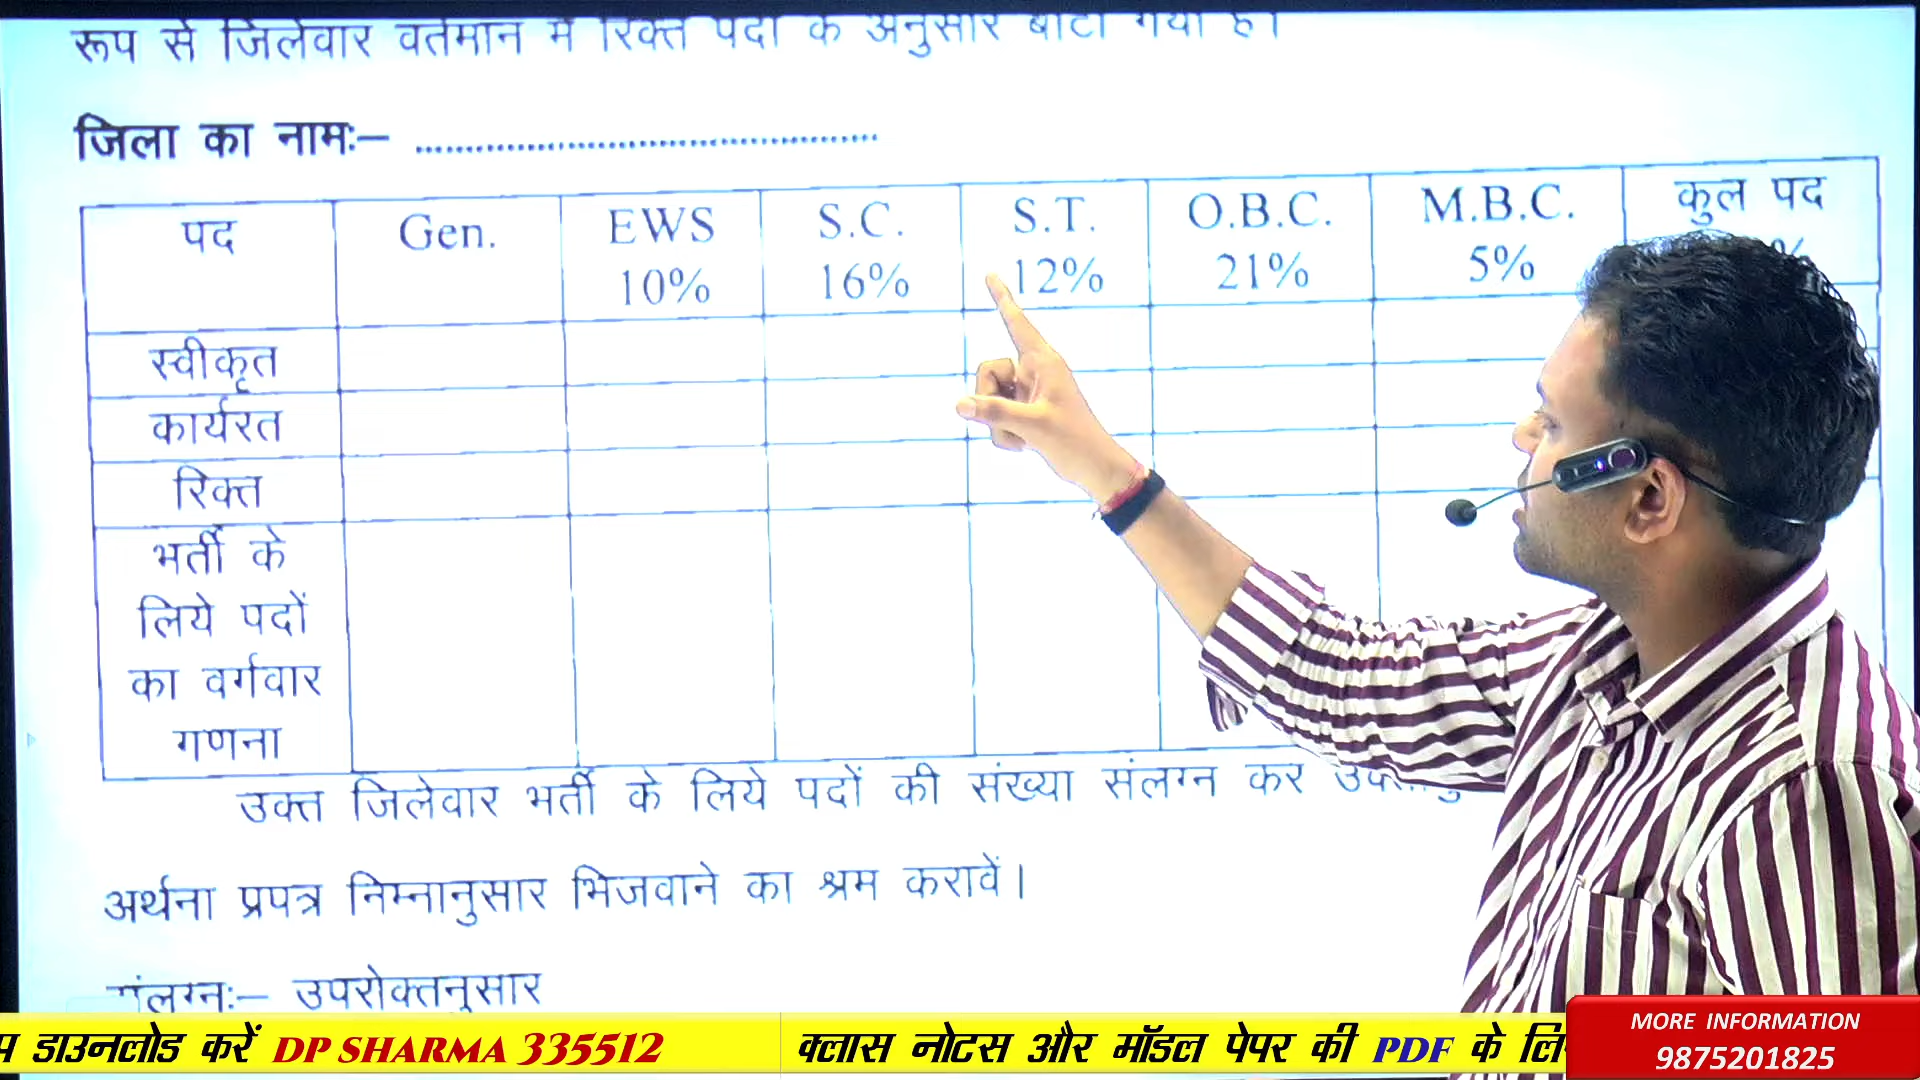 रूप से जिलेवार वर्तमान में रिक्त पदों के अनुसार बांटा गया है।
जिला का नामः– ..............................................
पद Gen. EWS 10% S.C. 16% S.T. 12% O.B.C. 21% M.B.C. 5% कुल पद
स्वीकृत
कार्यरत
रिक्त
भर्ती के
लिये पदों
का वर्गवार
गणना
उक्त जिलेवार भर्ती के लिये पदों की संख्या संलग्न कर
अर्थना प्रपत्र निम्नानुसार भिजवाने का श्रम करावें।
संलग्नः– उपरोक्तनुसार
डाउनलोड करें DP SHARMA 335512 क्लास नोटस और मॉडल पेपर की PDF के
MORE INFORMATION
9875201825